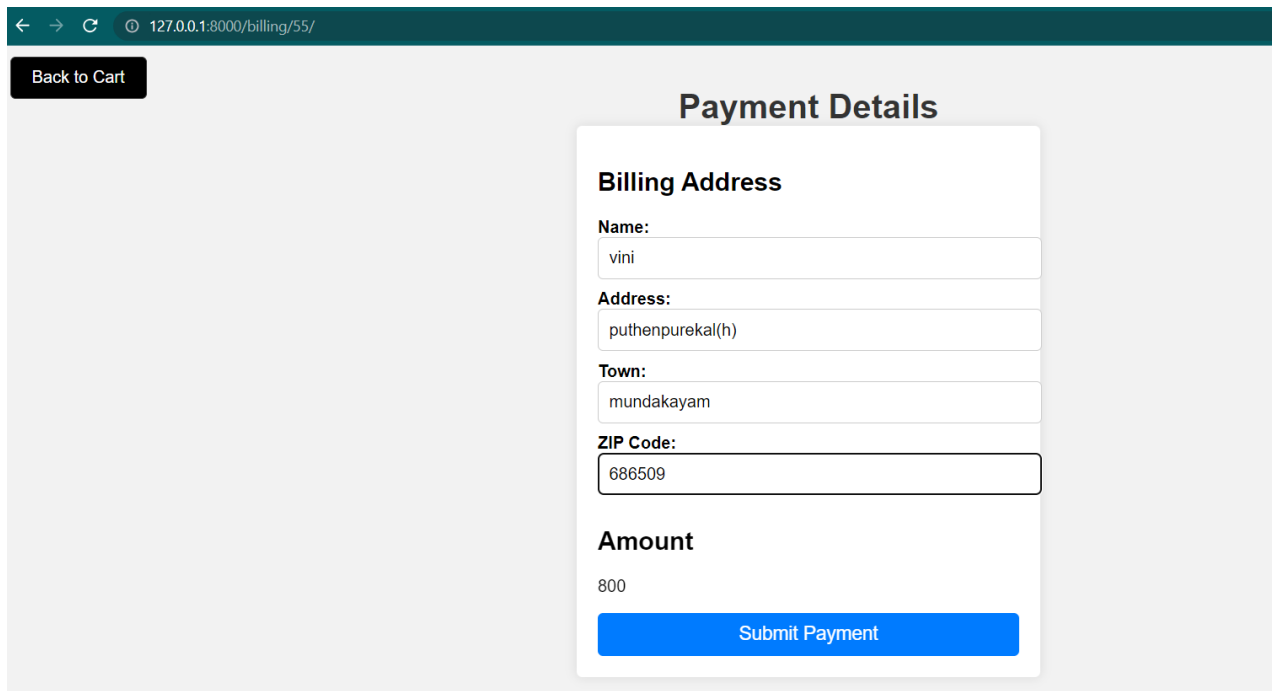 127.0.0.1:8000/billing/55/
Back to Cart
Payment Details
Billing Address
Name:
vini
Address:
puthenpurekal(h)
Town:
mundakayam
ZIP Code:
686509
Amount
800
Submit Payment